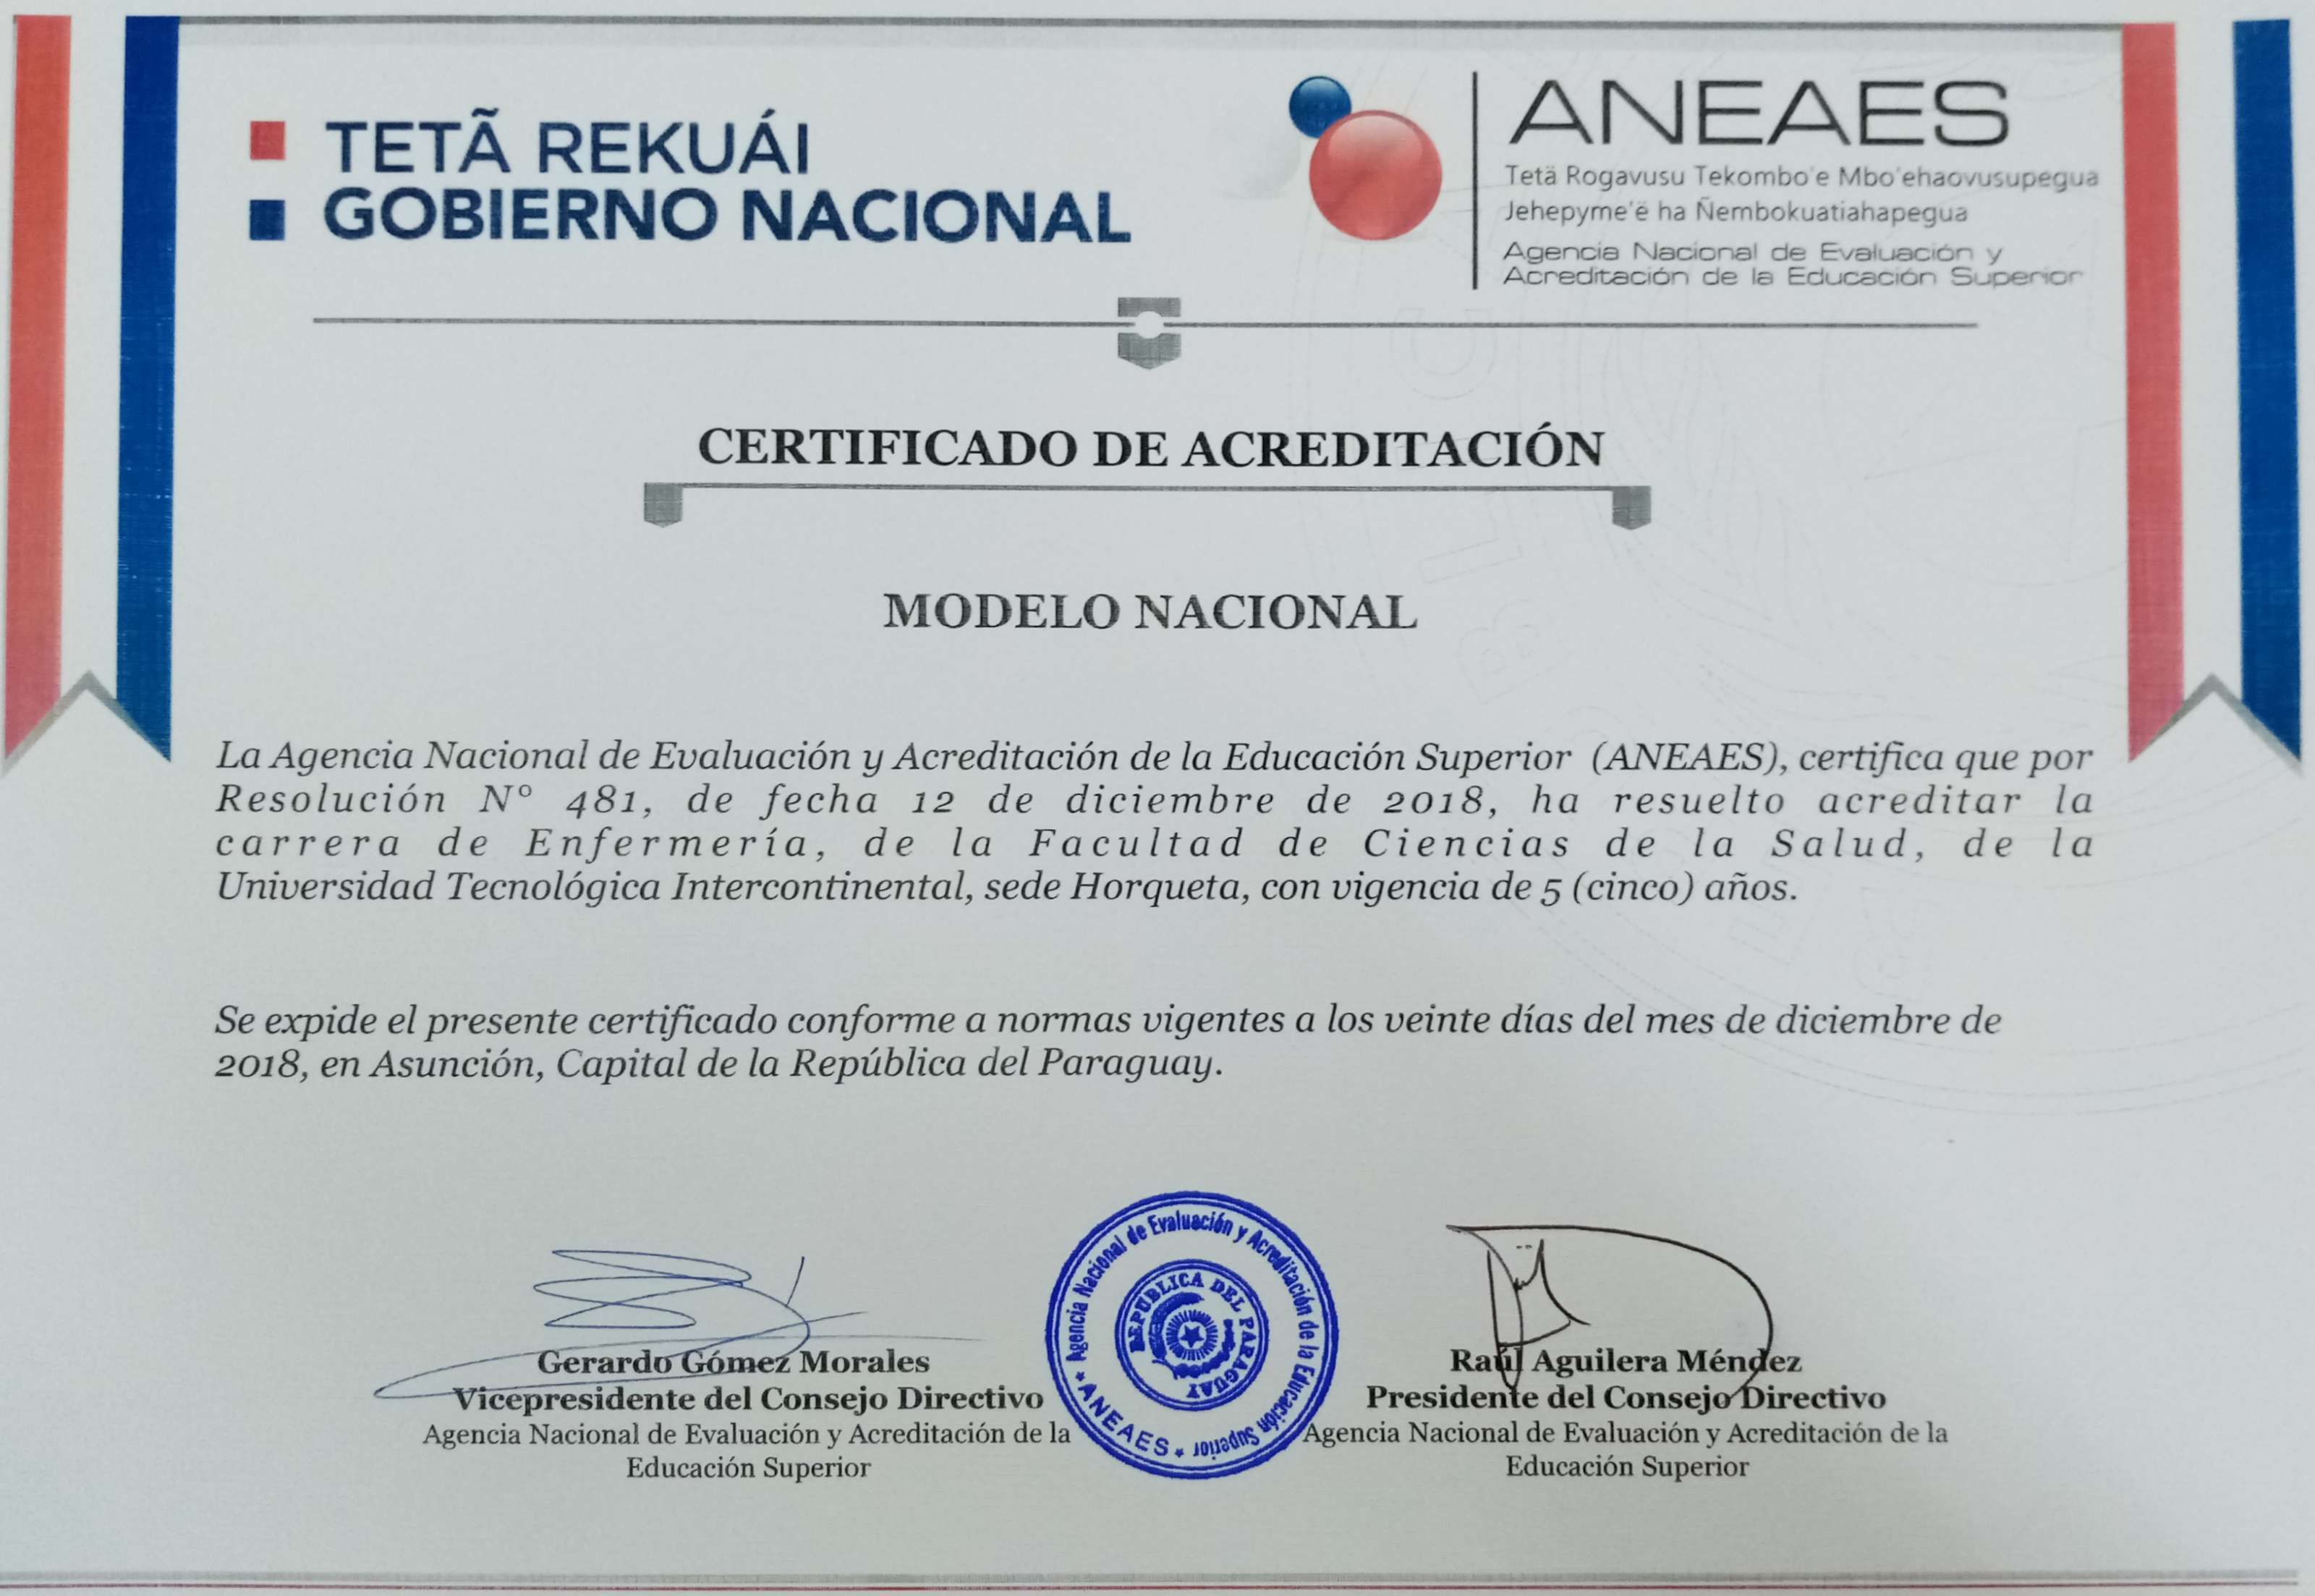 TETÃ REKUÁI
GOBIERNO NACIONAL
ANEAES
Tetã Rogavusu Tekombo'e Mbo'ehaovusupegua
Jehepyme'ẽ ha Ñembokuatiahapegua
Agencia Nacional de Evaluación y
Acreditación de la Educación Superior
CERTIFICADO DE ACREDITACIÓN
MODELO NACIONAL
La Agencia Nacional de Evaluación y Acreditación de la Educación Superior (ANEAES), certifica que por
Resolución N° 481, de fecha 12 de diciembre de 2018, ha resuelto acreditar la
carrera de Enfermería, de la Facultad de Ciencias de la Salud, de la
Universidad Tecnológica Intercontinental, sede Horqueta, con vigencia de 5 (cinco) años.
Se expide el presente certificado conforme a normas vigentes a los veinte días del mes de diciembre de
2018, en Asunción, Capital de la República del Paraguay.
Gerardo Gómez Morales
Vicepresidente del Consejo Directivo
Agencia Nacional de Evaluación y Acreditación de la
Educación Superior
Agencia Nacional de Evaluación y Acreditación de la Educación Superior
* ANEAES *
REPUBLICA DEL PARAGUAY
Raúl Aguilera Méndez
Presidente del Consejo Directivo
Agencia Nacional de Evaluación y Acreditación de la
Educación Superior